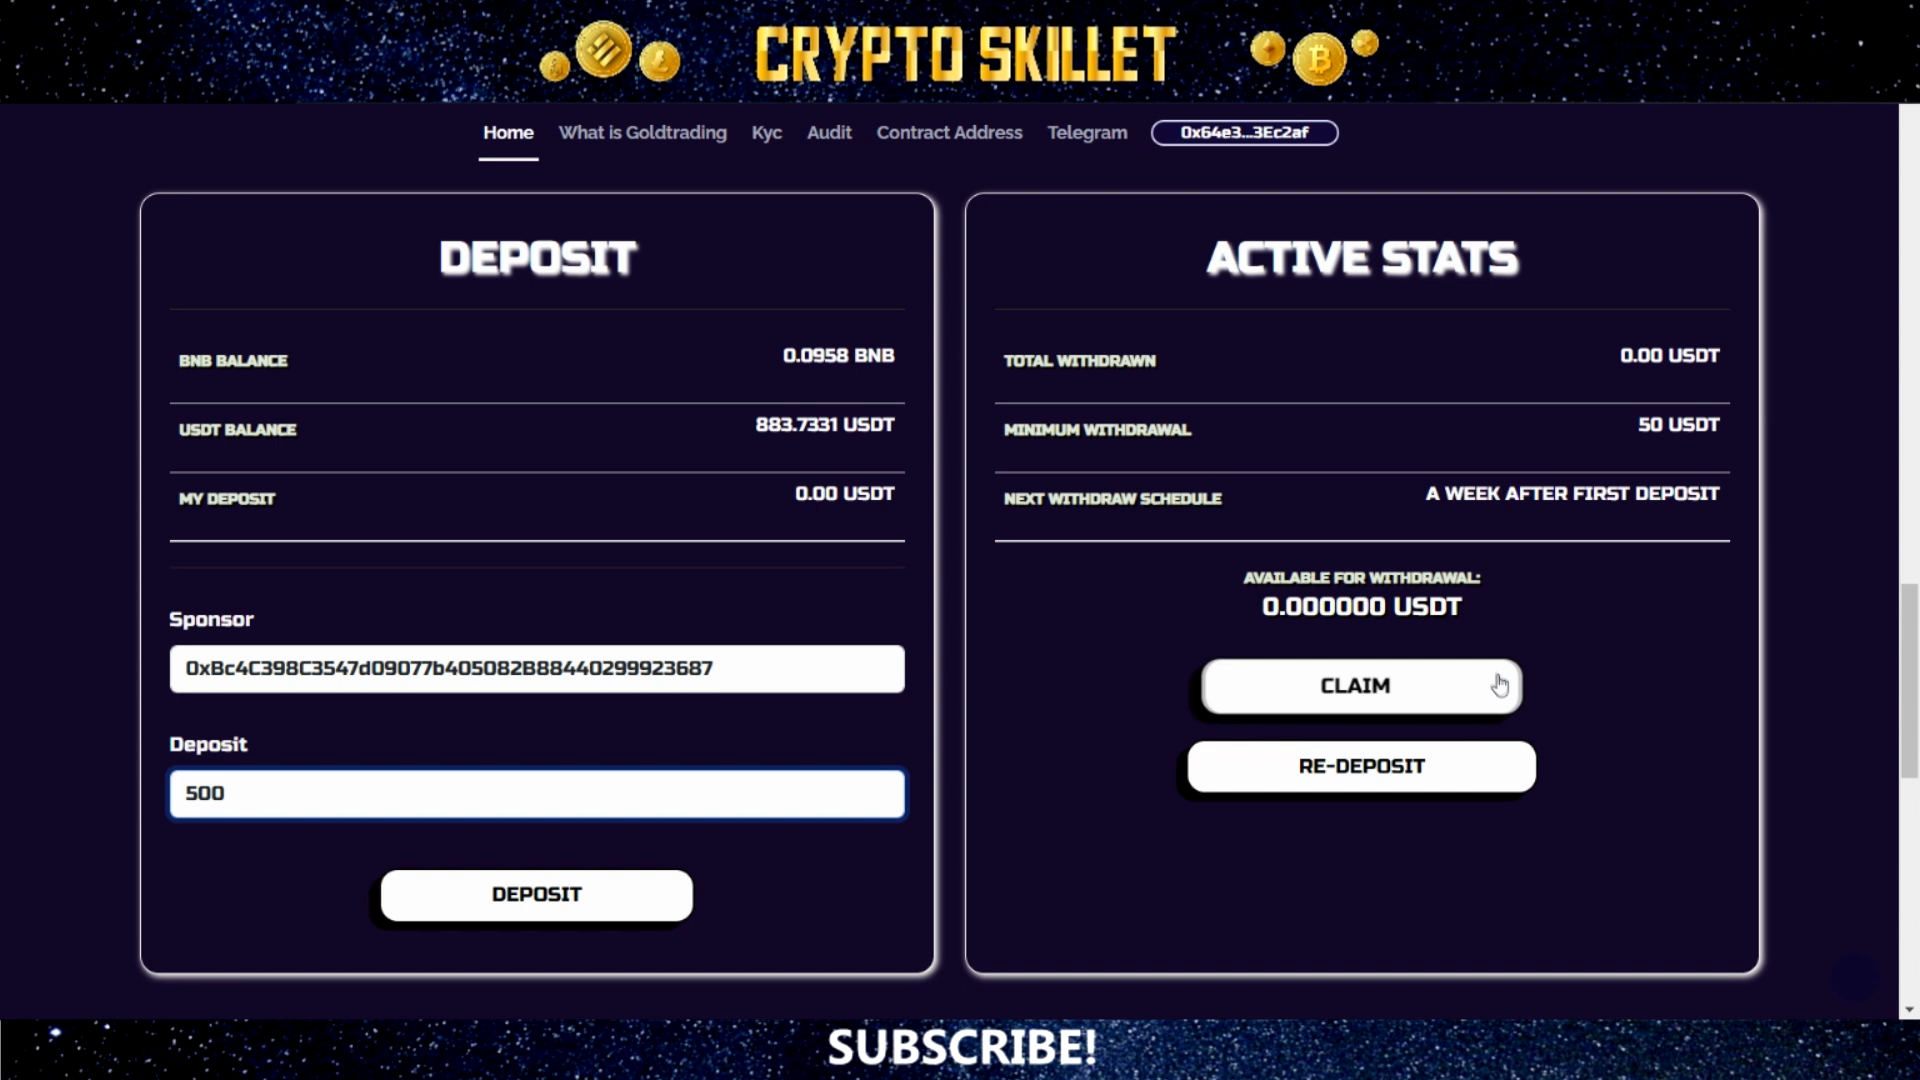 CRYPTO SKILLET
Home What is Goldtrading Kyc Audit Contract Address Telegram 0x64e3...3Ec2af
DEPOSIT
BNB BALANCE 0.0958 BNB
USDT BALANCE 883.7331 USDT
MY DEPOSIT 0.00 USDT
Sponsor
0xBc4C398C3547d09077b405082B88440299923687
Deposit
500
DEPOSIT
ACTIVE STATS
TOTAL WITHDRAWN 0.00 USDT
MINIMUM WITHDRAWAL 50 USDT
NEXT WITHDRAW SCHEDULE A WEEK AFTER FIRST DEPOSIT
AVAILABLE FOR WITHDRAWAL:
0.000000 USDT
CLAIM
RE-DEPOSIT
SUBSCRIBE!